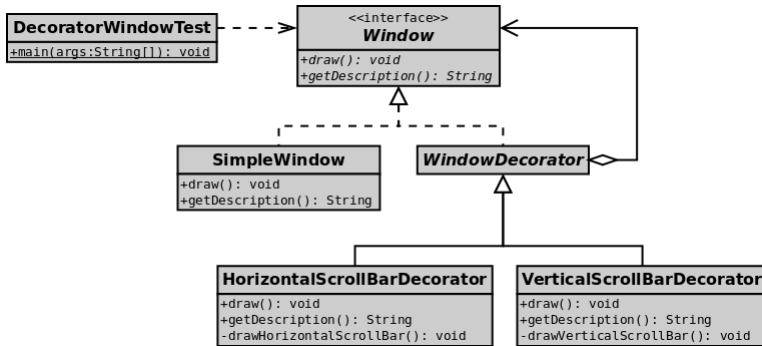 DecoratorWindowTest
+main(args:String[]): void
<<interface>>
Window
+draw(): void
+getDescription(): String
SimpleWindow
+draw(): void
+getDescription(): String
WindowDecorator
HorizontalScrollBarDecorator
+draw(): void
+getDescription(): String
-drawHorizontalScrollBar(): void
VerticalScrollBarDecorator
+draw(): void
+getDescription(): String
-drawVerticalScrollBar(): void